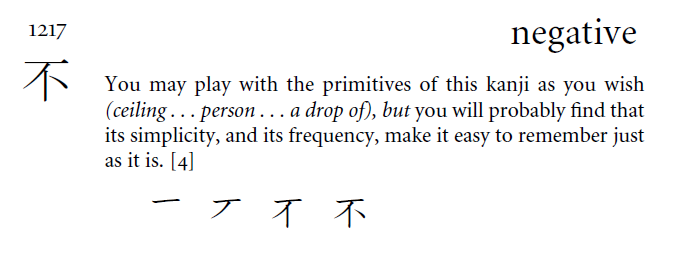 1217 negative
不
You may play with the primitives of this kanji as you wish
(ceiling . . . person . . . a drop of), but you will probably find that
its simplicity, and its frequency, make it easy to remember just
as it is. [4]
一 丆 不